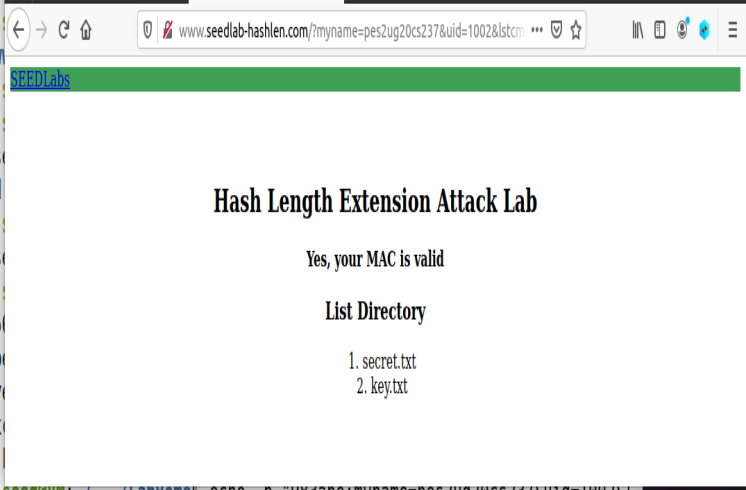 www.seedlab-hashlen.com/?myname=pes2ug20cs237&uid=1002&lstcm
SEEDLabs
Hash Length Extension Attack Lab
Yes, your MAC is valid
List Directory
1. secret.txt
2. key.txt